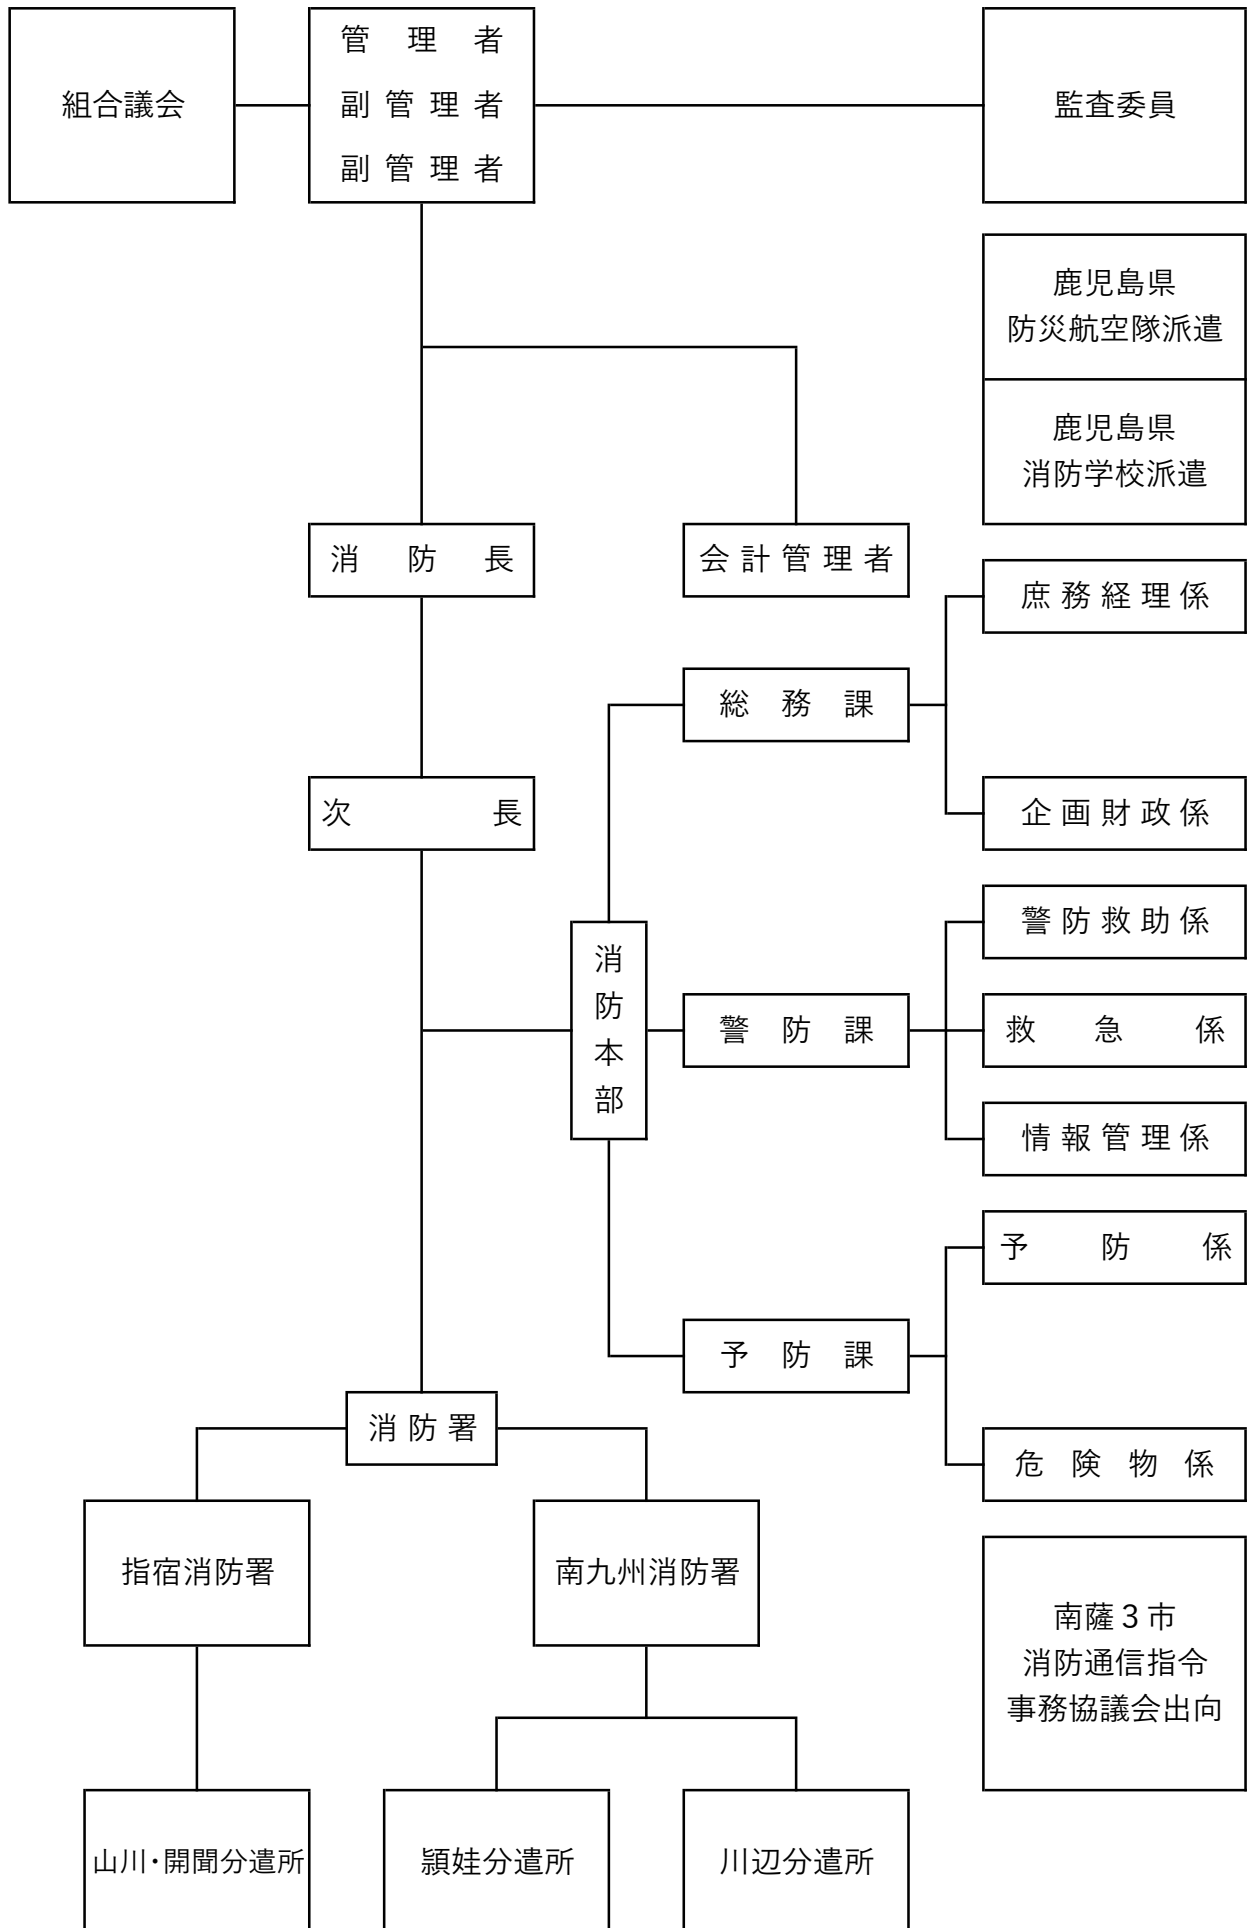 組合議会
管理者
副管理者
副管理者
監査委員
鹿児島県
防災航空隊派遣
鹿児島県
消防学校派遣
消防長
会計管理者
庶務経理係
総務課
次長
企画財政係
消防本部
警防救助係
警防課
救急係
情報管理係
予防係
予防課
消防署
危険物係
指宿消防署
南九州消防署
南薩3市
消防通信指令
事務協議会出向
山川・開聞分遣所
頴娃分遣所
川辺分遣所